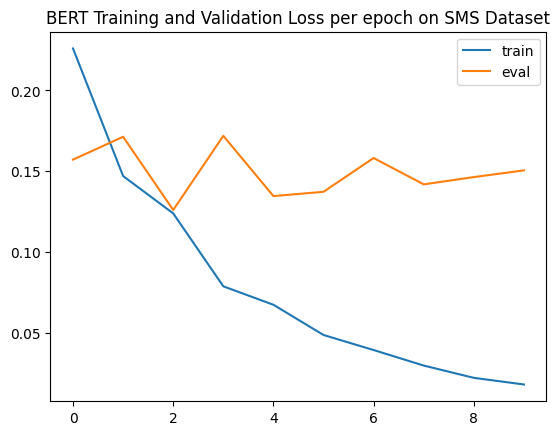 BERT Training and Validation Loss per epoch on SMS Dataset
train
eval
0.20
0.15
0.10
0.05
0 2 4 6 8